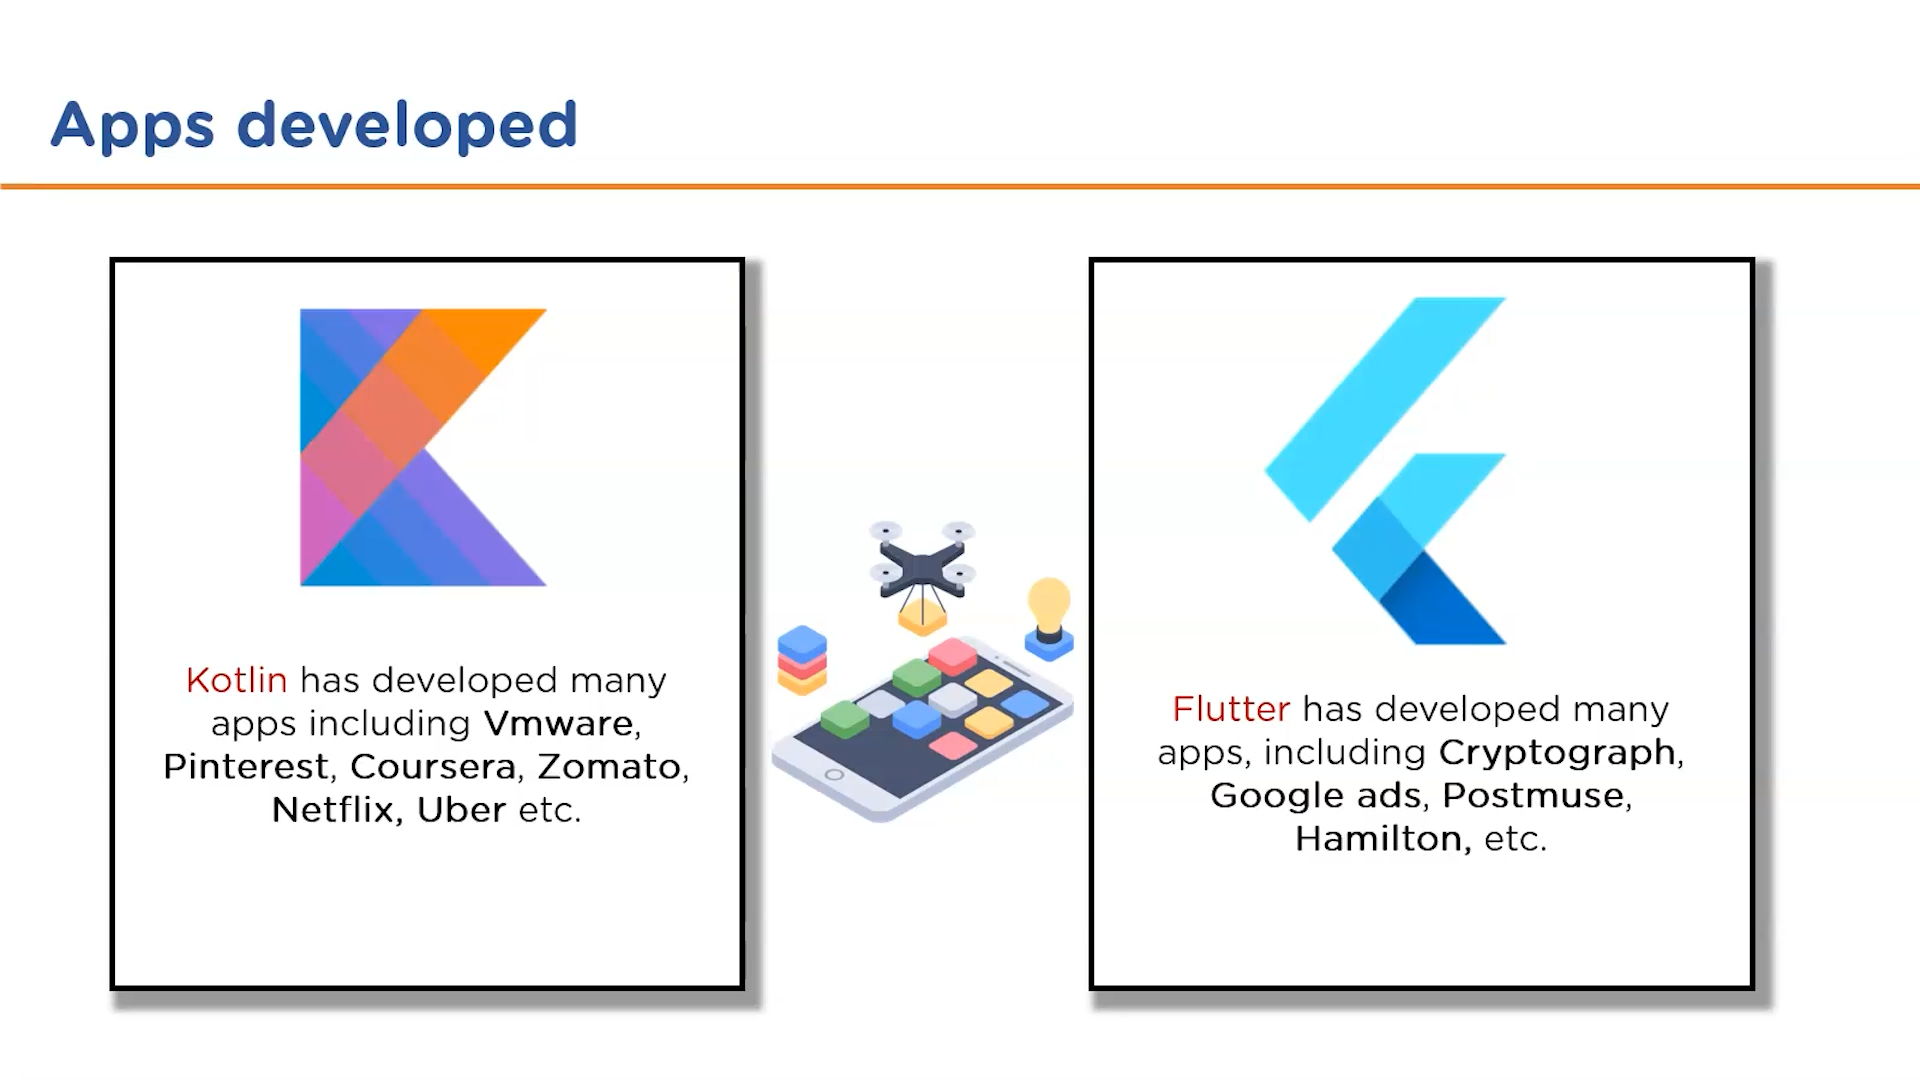 Apps developed
Kotlin has developed many
apps including Vmware,
Pinterest, Coursera, Zomato,
Netflix, Uber etc.
Flutter has developed many
apps, including Cryptograph,
Google ads, Postmuse,
Hamilton, etc.